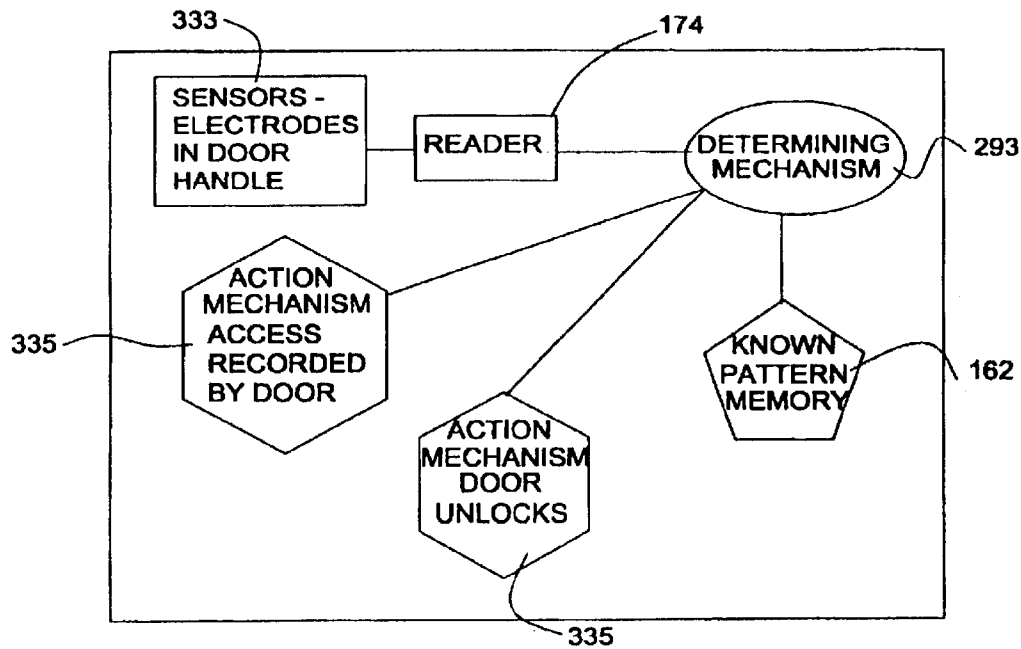 333
174
SENSORS -
ELECTRODES
IN DOOR
HANDLE
READER
DETERMINING
MECHANISM
293
ACTION
MECHANISM
ACCESS
RECORDED
BY DOOR
335
KNOWN
PATTERN
MEMORY
162
ACTION
MECHANISM
DOOR
UNLOCKS
335